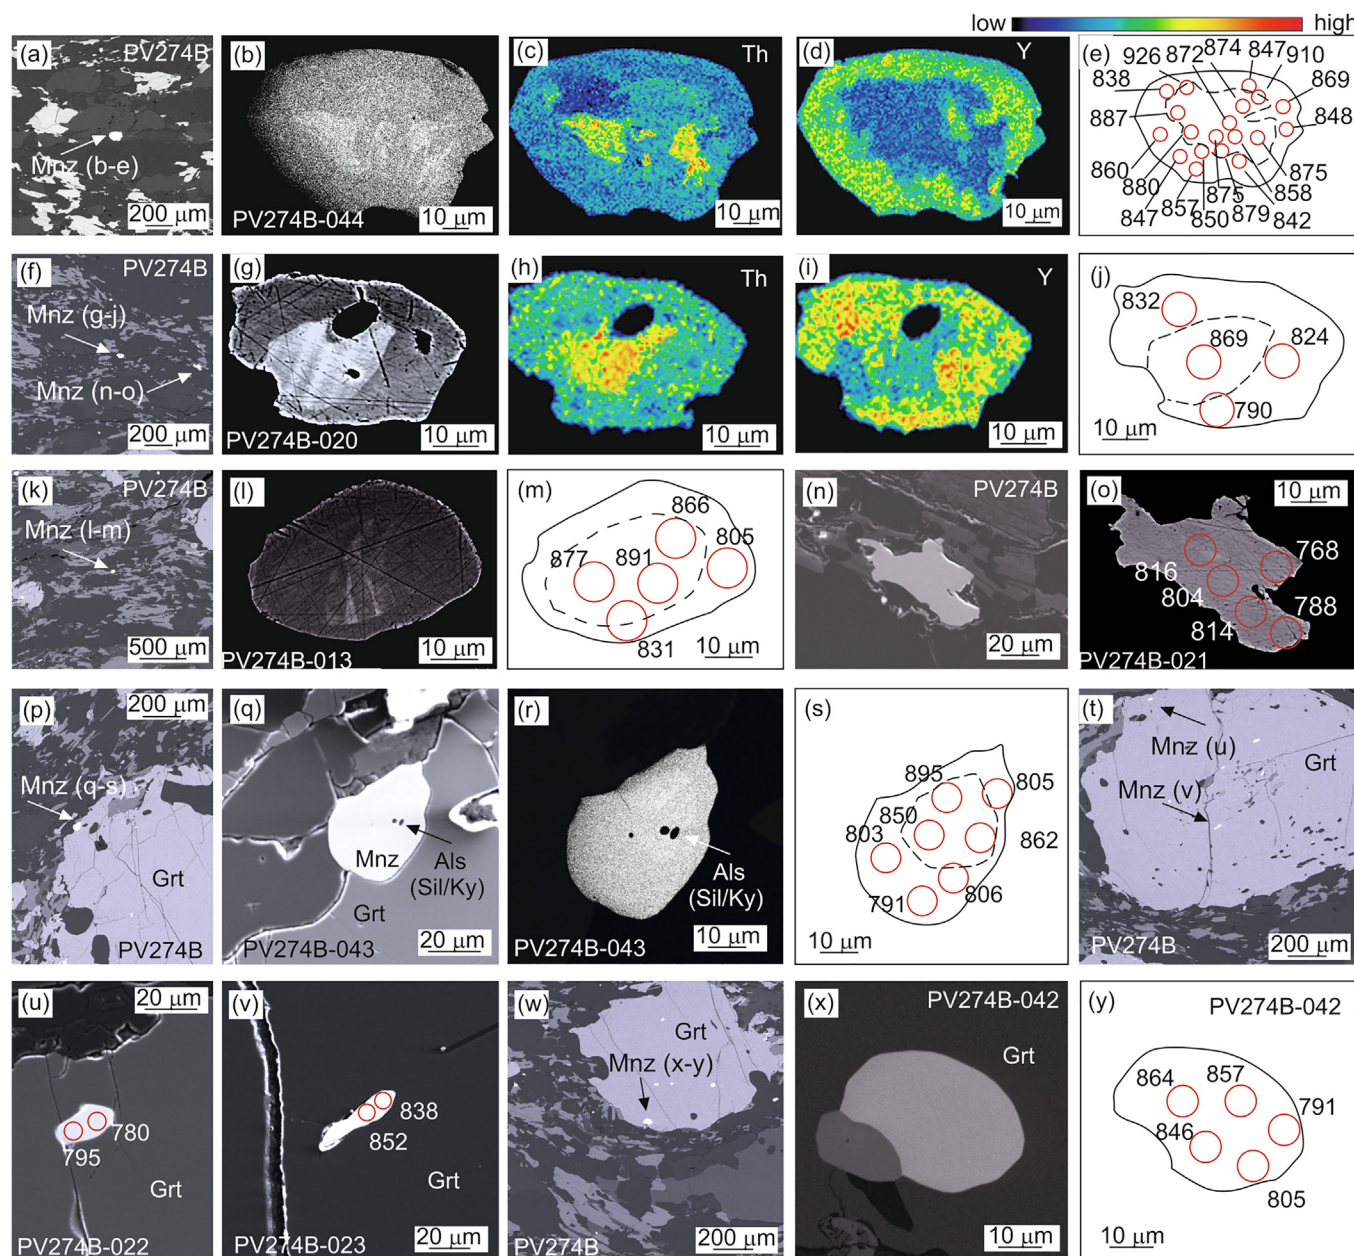 low high
(a) PV274B
Mnz (b-e)
200 μm
(b)
PV274B-044
10 μm
(c)
Th
10 μm
(d)
Y
10 μm
(e)
926 872 874 847 910
838
869
887
848
860
880
875
847 857 850 875 879 842 858
(f) PV274B
Mnz (g-j)
Mnz (n-o)
200 μm
(g)
PV274B-020
10 μm
(h)
Th
10 μm
(i)
Y
10 μm
(j)
832
869
824
790
10 μm
(k) PV274B
Mnz (l-m)
500 μm
(l)
PV274B-013
10 μm
(m)
866
805
877
891
831
10 μm
(n) PV274B
20 μm
(o)
10 μm
768
816
804
788
814
PV274B-021
(p)
200 μm
Mnz (q-s)
Grt
PV274B
(q)
Mnz
Als
(Sil/Ky)
Grt
PV274B-043
20 μm
(r)
Als
(Sil/Ky)
PV274B-043
10 μm
(s)
895
805
850
803
862
791
806
10 μm
(t)
Mnz (u)
Grt
Mnz (v)
PV274B
200 μm
(u)
20 μm
780
795
Grt
PV274B-022
(v)
838
852
Grt
PV274B-023
20 μm
(w)
Grt
Mnz (x-y)
PV274B
200 μm
(x) PV274B-042
Grt
10 μm
(y) PV274B-042
864
857
791
846
805
10 μm